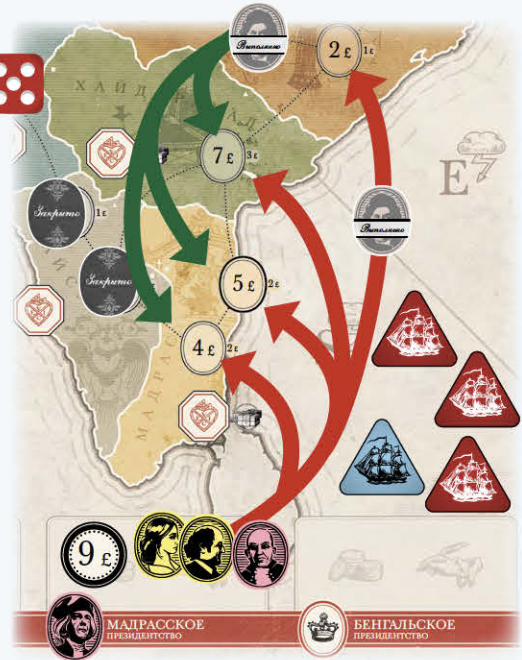 Выполнено
2 £ 1£
ХАЙД
АЛ
7 £ 3£
Выполнено
Е
Закрыто 1£
Закрыто
5 £ 2£
4 £ 2£
МАДРАС
9 £
МАДРАССКОЕ
ПРЕЗИДЕНТСТВО
БЕНГАЛЬСКОЕ
ПРЕЗИДЕНТСТВО